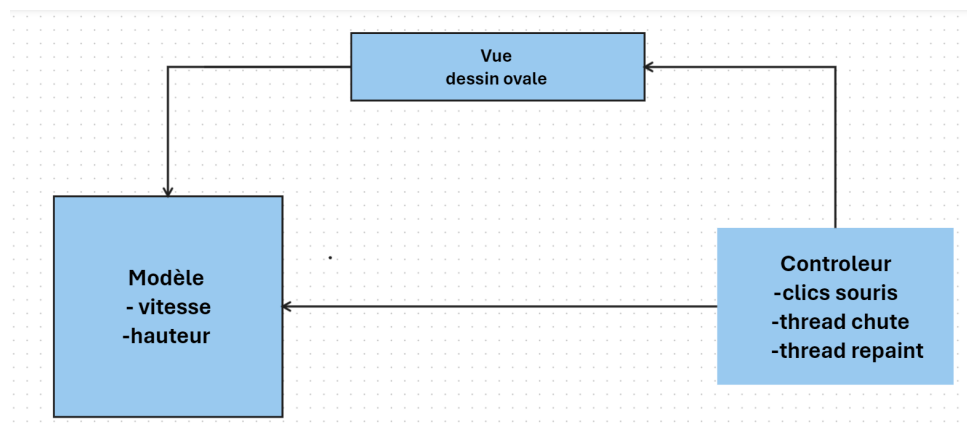 Vue
dessin ovale
Modèle
- vitesse
-hauteur
Controleur
-clics souris
-thread chute
-thread repaint